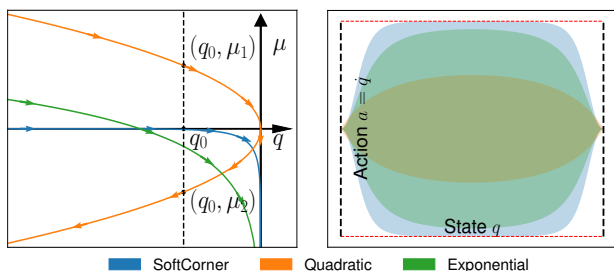 (q₀, μ₁)
μ
q₀
q
(q₀, μ₂)
Action a = q̇
State q
SoftCorner
Quadratic
Exponential